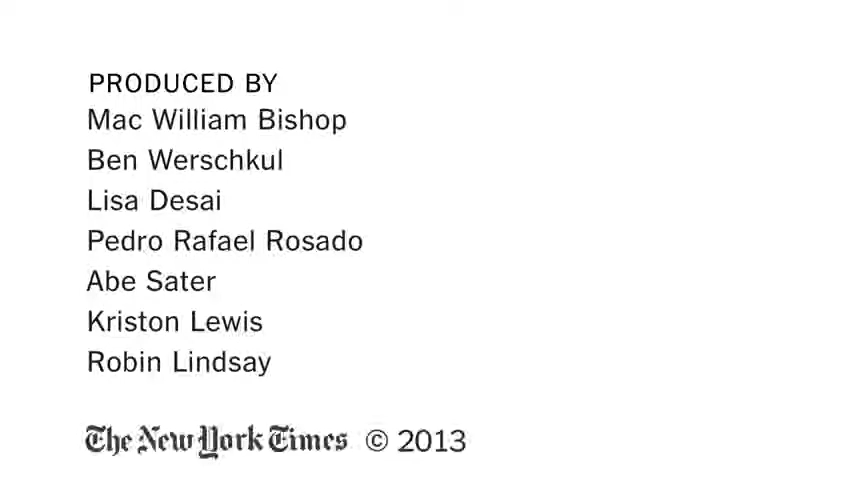 PRODUCED BY
Mac William Bishop
Ben Werschkul
Lisa Desai
Pedro Rafael Rosado
Abe Sater
Kriston Lewis
Robin Lindsay
The New York Times © 2013